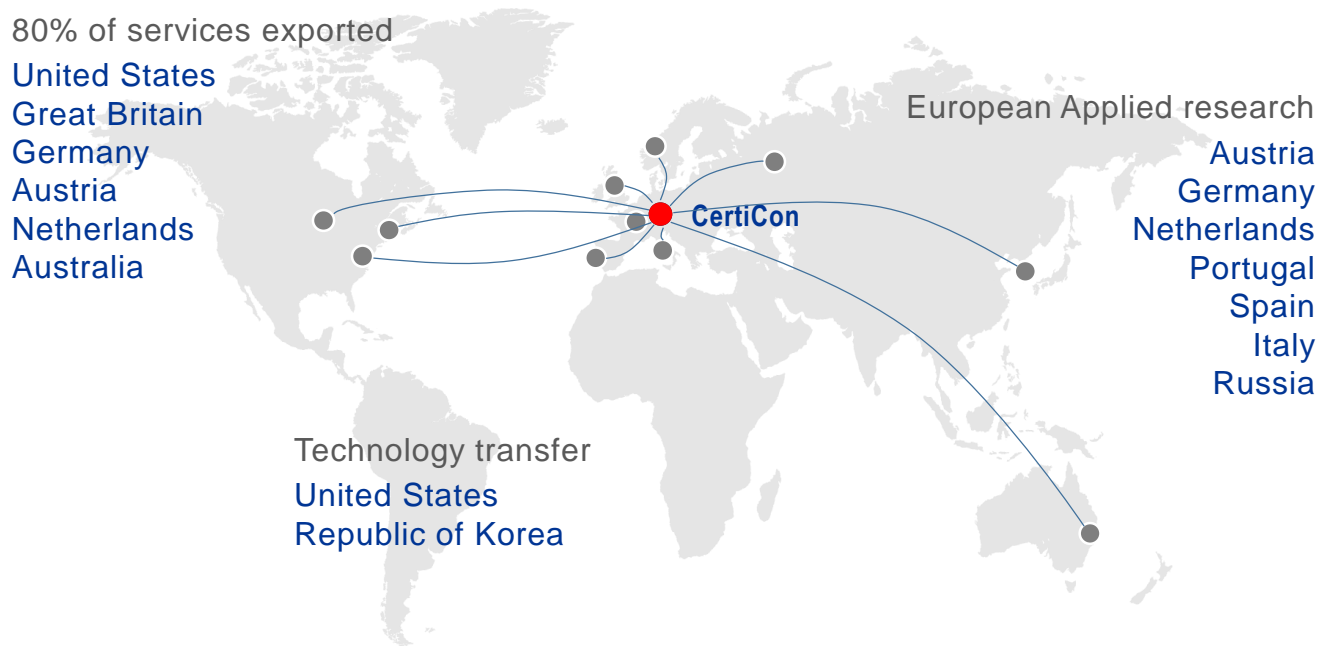 80% of services exported
United States
Great Britain
Germany
Austria
Netherlands
Australia
European Applied research
Austria
Germany
Netherlands
Portugal
Spain
Italy
Russia
CertiCon
Technology transfer
United States
Republic of Korea